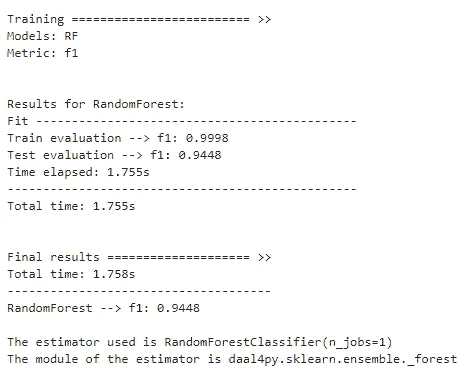 Training ========================= >>
Models: RF
Metric: f1
Results for RandomForest:
Fit ---------------------------------------------
Train evaluation --> f1: 0.9998
Test evaluation --> f1: 0.9448
Time elapsed: 1.755s
-------------------------------------------------
Total time: 1.755s
Final results ==================== >>
Total time: 1.758s
-------------------------------------
RandomForest --> f1: 0.9448
The estimator used is RandomForestClassifier(n_jobs=1)
The module of the estimator is daal4py.sklearn.ensemble._forest